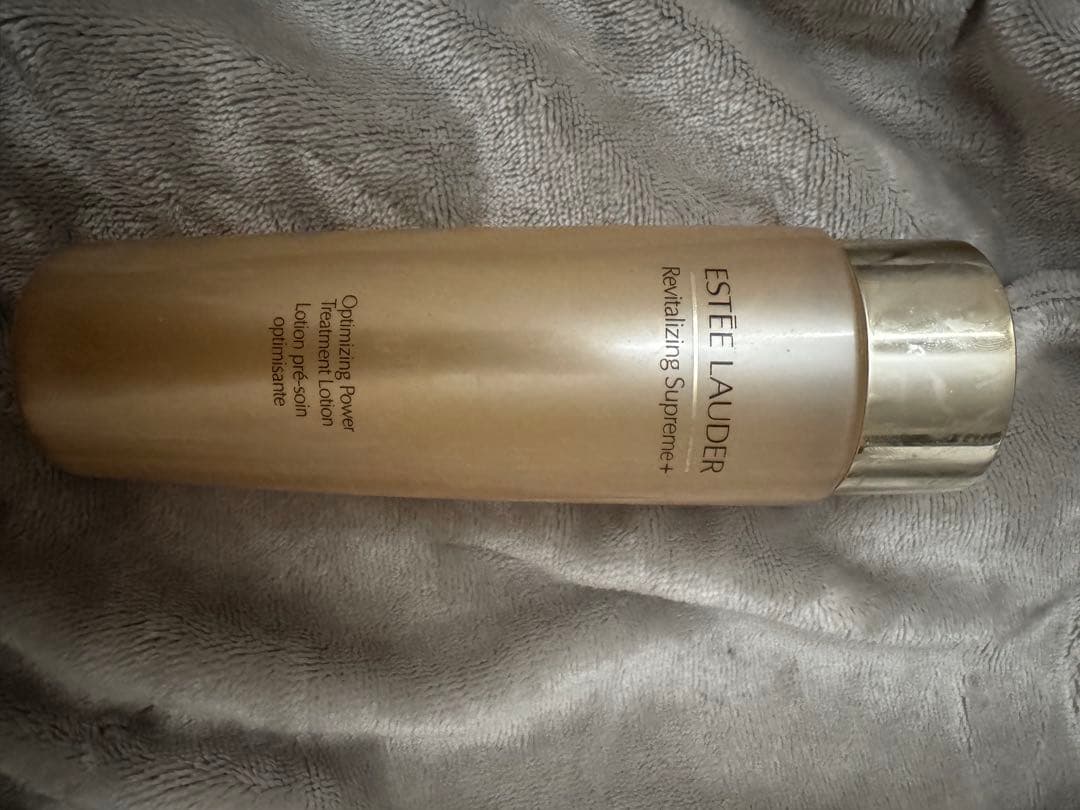 ESTĒE LAUDER
Revitalizing Supreme+
Optimizing Power
Treatment Lotion
Lotion pré-soin
optimisante